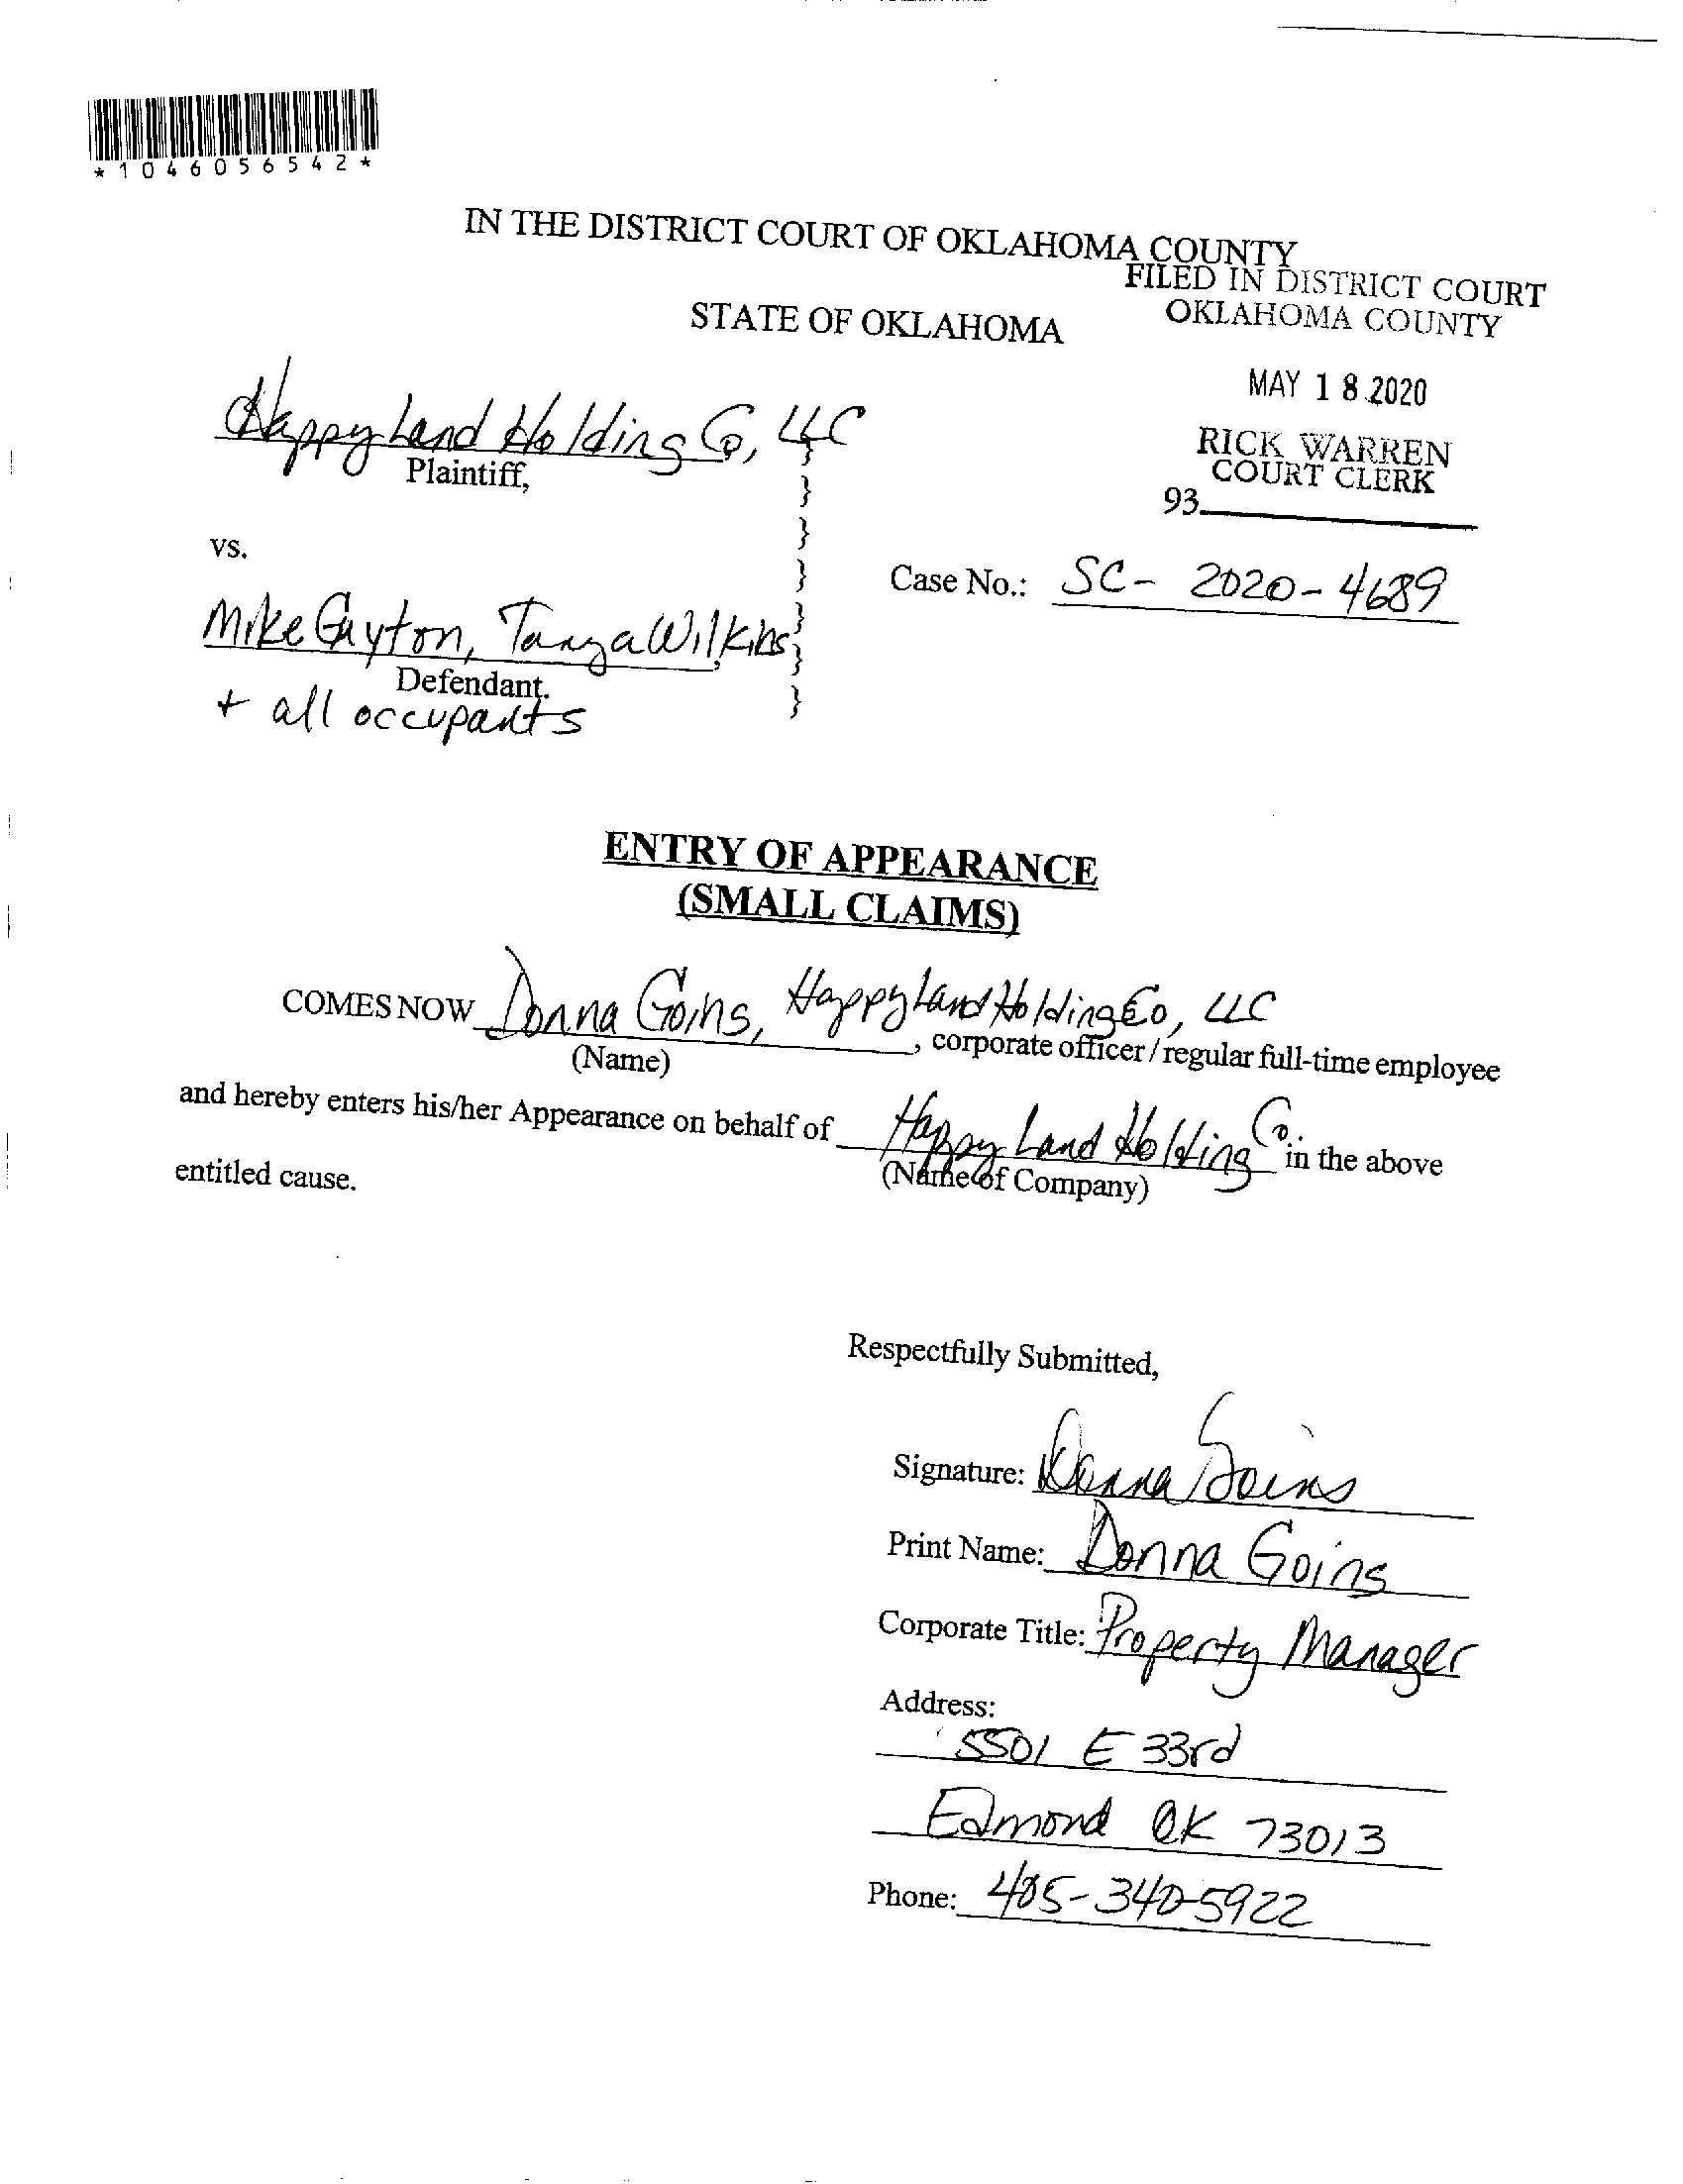 *1046056542*
IN THE DISTRICT COURT OF OKLAHOMA COUNTY
FILED IN DISTRICT COURT
OKLAHOMA COUNTY
STATE OF OKLAHOMA
MAY 18 2020
RICK WARREN
COURT CLERK
93
Happy Land Holding Co, LLC }
Plaintiff, }
}
vs. }
Case No.: SC- 2020-4689
Mike Guyton, Tanya Wilkins }
Defendant. }
+ all occupants }
ENTRY OF APPEARANCE
(SMALL CLAIMS)
COMES NOW Donna Goins, Happy Land Holding Co, LLC, corporate officer / regular full-time employee
(Name)
and hereby enters his/her Appearance on behalf of Happy Land Holding Co. in the above
(Name of Company)
entitled cause.
Respectfully Submitted,
Signature: Donna Goins
Print Name: Donna Goins
Corporate Title: Property Manager
Address:
5501 E 33rd
Edmond OK 73013
Phone: 405-340-5922